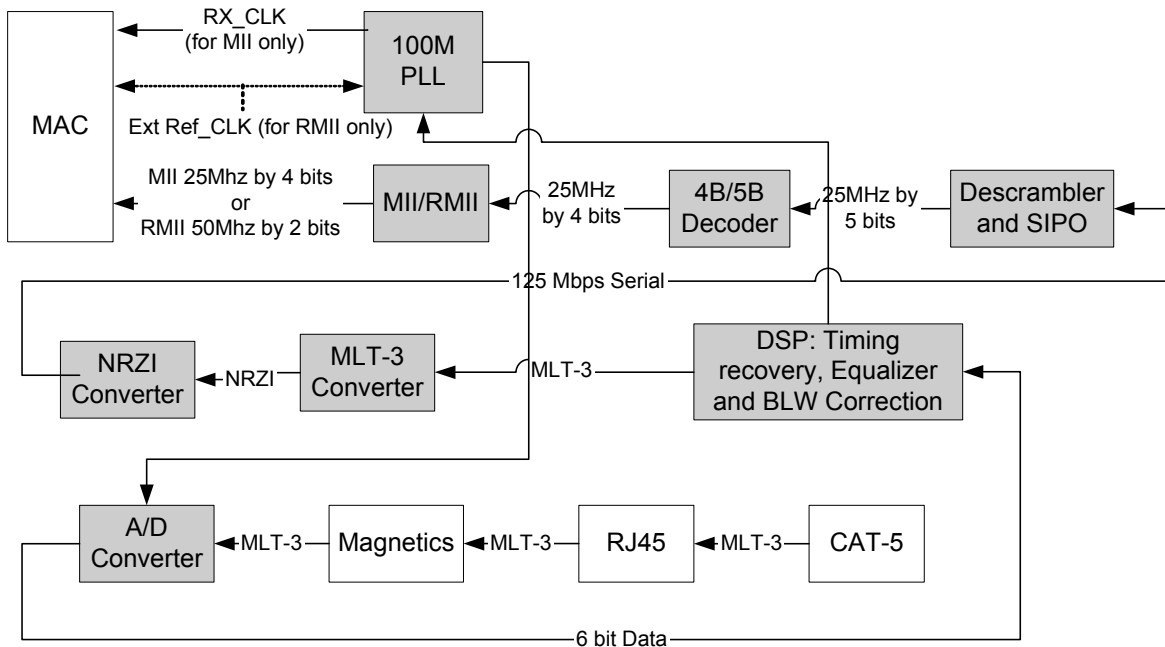 RX_CLK
(for MII only)
100M
PLL
MAC
Ext Ref_CLK (for RMII only)
MII 25Mhz by 4 bits
or
RMII 50Mhz by 2 bits
MII/RMII
25MHz
by 4 bits
4B/5B
Decoder
25MHz by
5 bits
Descrambler
and SIPO
125 Mbps Serial
NRZI
Converter
NRZI
MLT-3
Converter
MLT-3
DSP: Timing
recovery, Equalizer
and BLW Correction
A/D
Converter
MLT-3
Magnetics
MLT-3
RJ45
MLT-3
CAT-5
6 bit Data